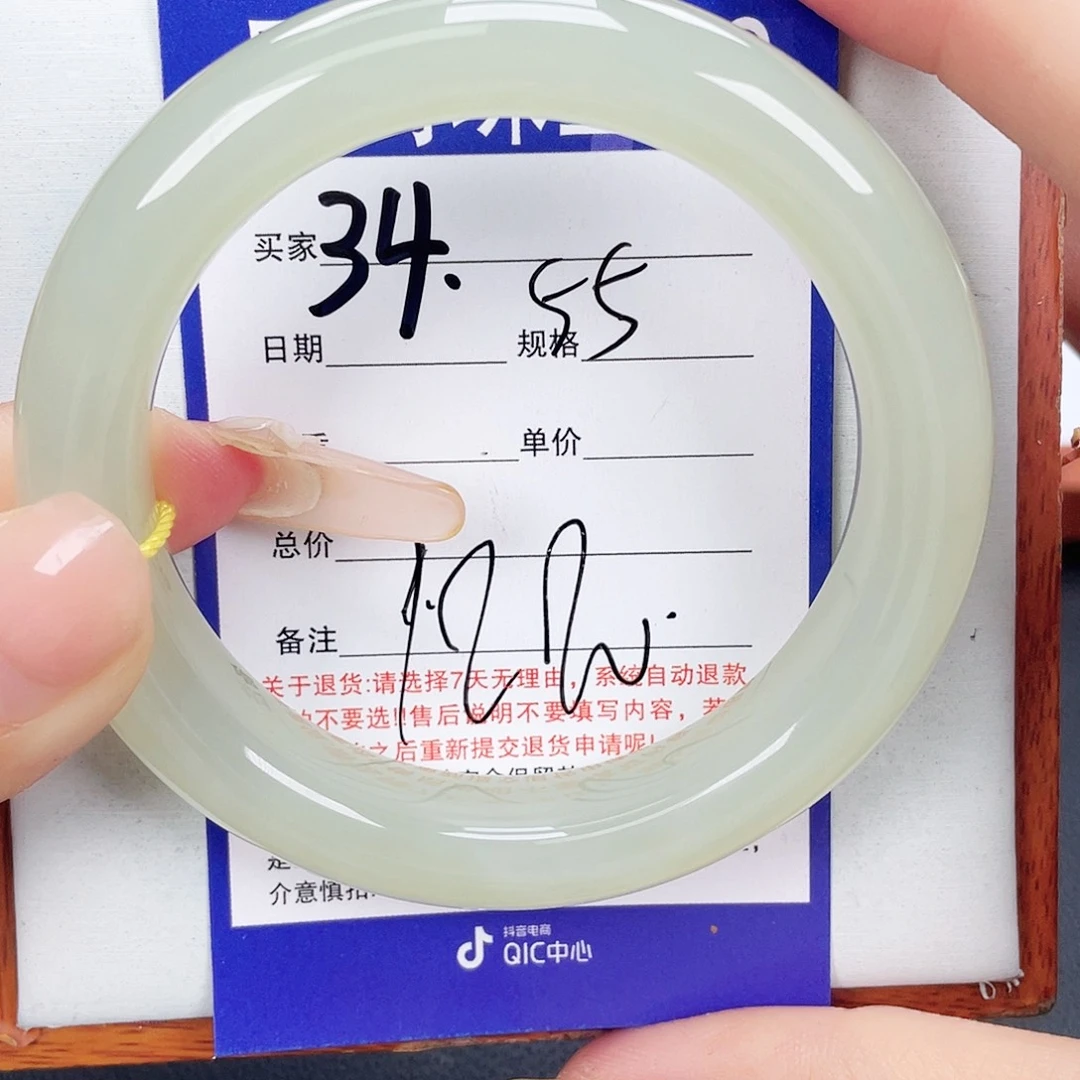 买家 34.
日期 规格 55
单价
总价
备注
关于退货:请选择7天无理由，系统自动退款
不要选!!售后说明不要填写内容，若
之后重新提交退货申请呢!
是
介意慎拍
抖音电商
QIC中心